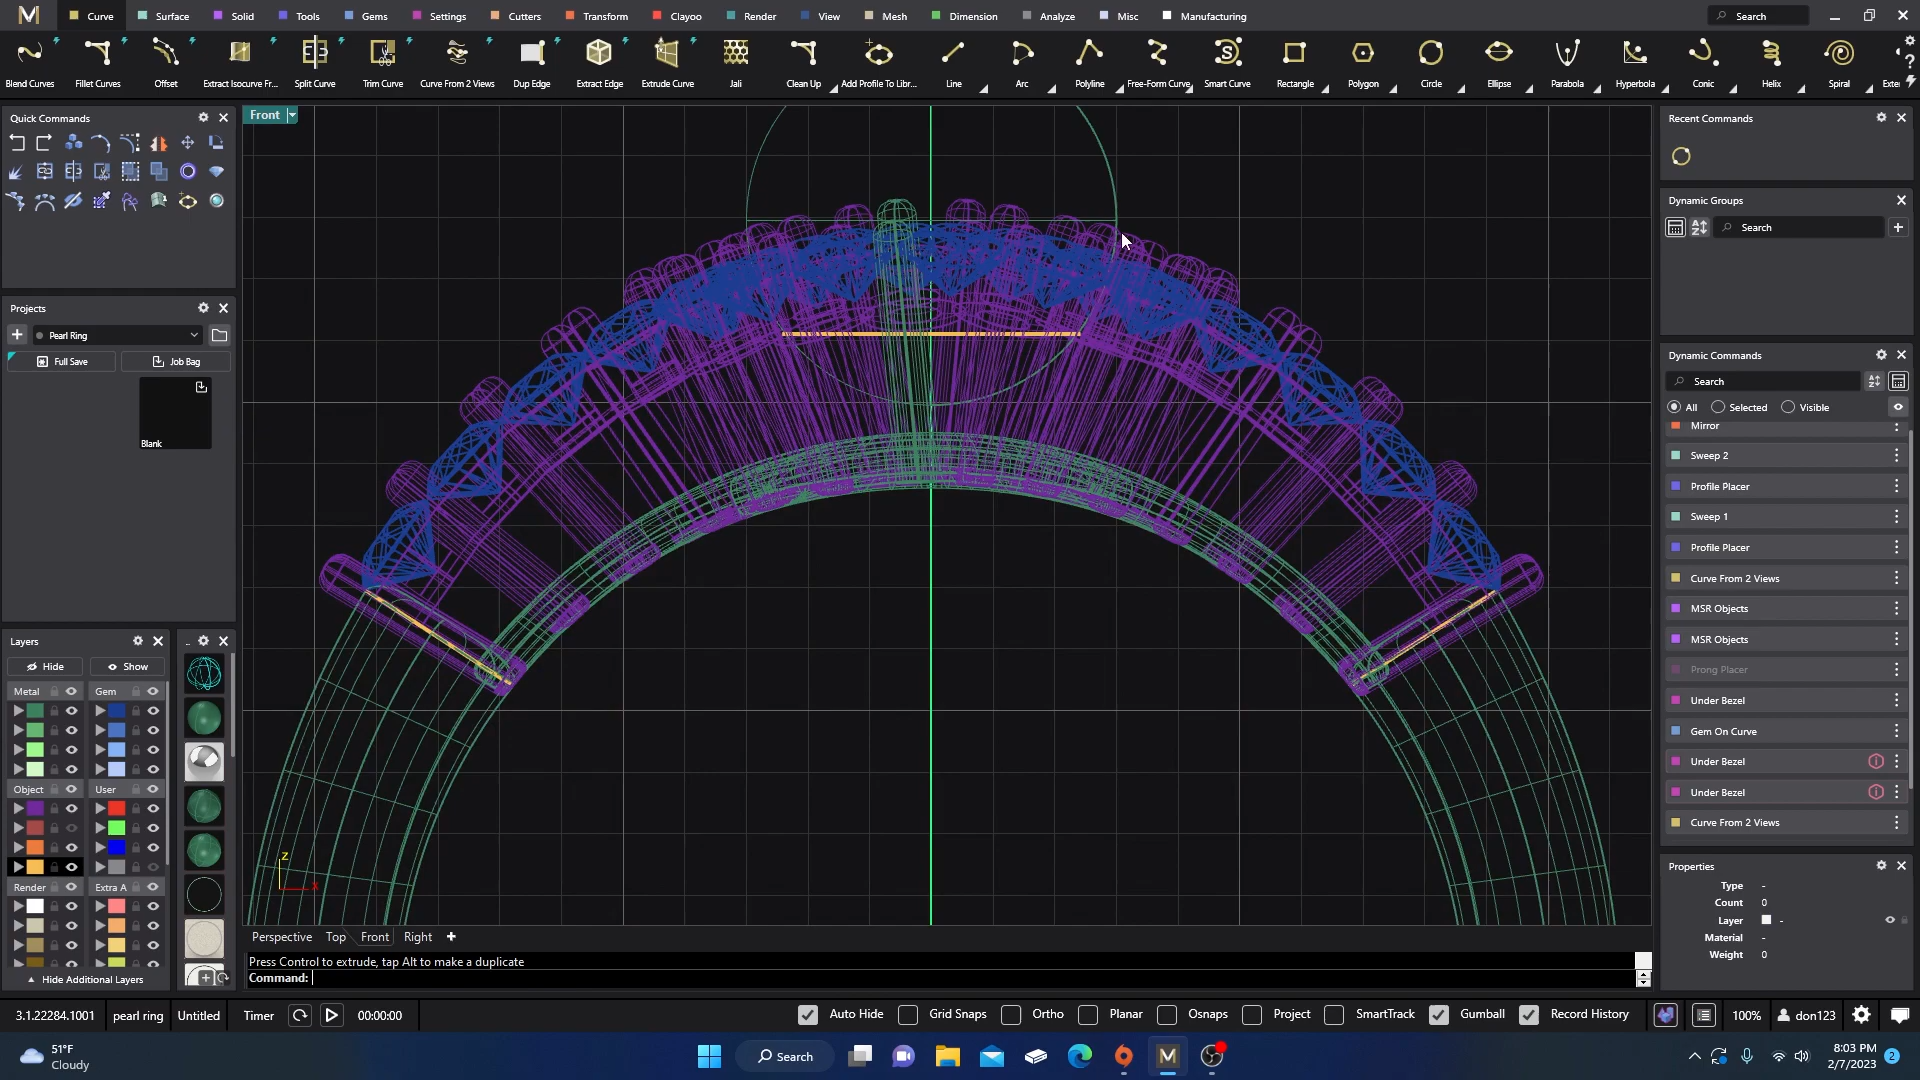 Curve
Surface
Solid
Tools
Gems
Settings
Cutters
Transform
Clayoo
Render
View
Mesh
Dimension
Analyze
Misc
Manufacturing
Search
Blend Curves
Fillet Curves
Offset
Extract Isocurve Fr...
Split Curve
Trim Curve
Curve From 2 Views
Dup Edge
Extract Edge
Extrude Curve
Jali
Clean Up
Add Profile To Libr...
Line
Arc
Polyline
Free-Form Curve
Smart Curve
Rectangle
Polygon
Circle
Ellipse
Parabola
Hyperbola
Conic
Helix
Spiral
Exte
Quick Commands
Projects
Pearl Ring
Full Save
Job Bag
Blank
Layers
Hide
Show
Metal
Gem
Object
User
Render
Extra A
Hide Additional Layers
Front
z
x
Perspective
Top
Front
Right
Press Control to extrude, tap Alt to make a duplicate
Command:
Recent Commands
Dynamic Groups
Search
Dynamic Commands
Search
All
Selected
Visible
Mirror
Sweep 2
Profile Placer
Sweep 1
Profile Placer
Curve From 2 Views
MSR Objects
MSR Objects
Prong Placer
Under Bezel
Gem On Curve
Under Bezel
Under Bezel
Curve From 2 Views
Properties
Type -
Count 0
Layer -
Material -
Weight 0
3.1.22284.1001
pearl ring
Untitled
Timer
00:00:00
Auto Hide
Grid Snaps
Ortho
Planar
Osnaps
Project
SmartTrack
Gumball
Record History
100%
don123
51°F
Cloudy
Search
8:03 PM
2/7/2023
2